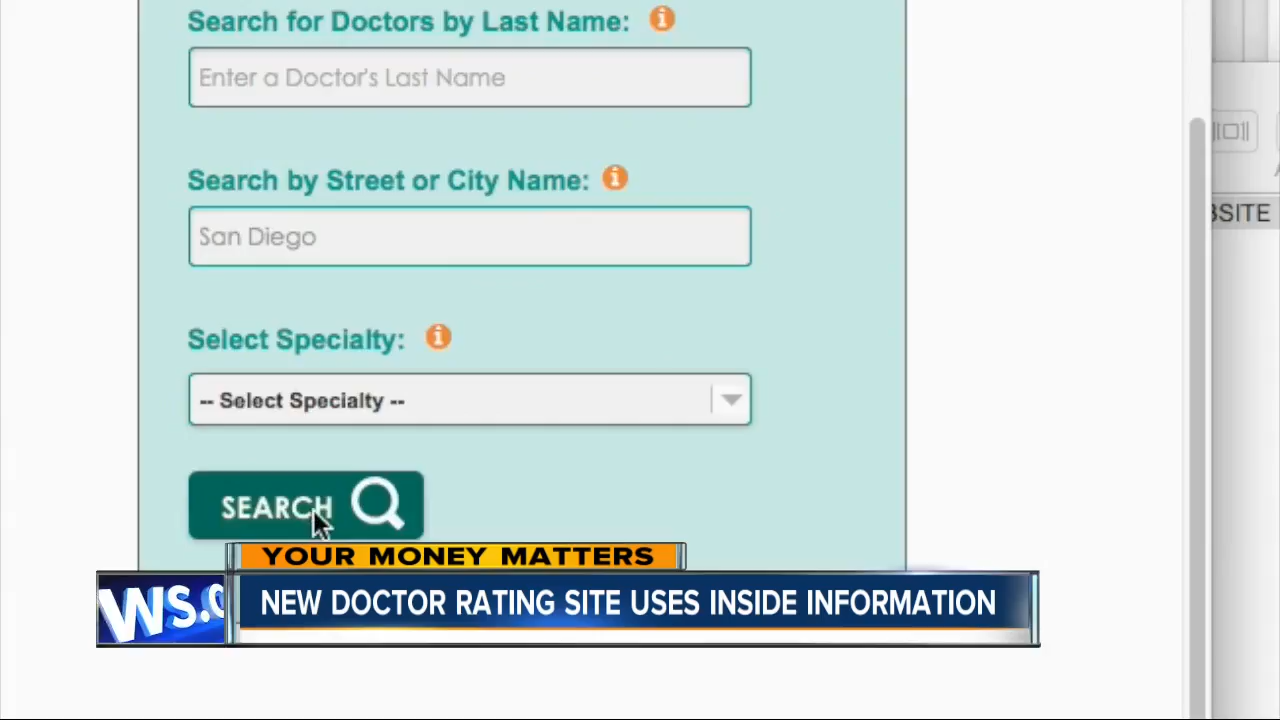 Search for Doctors by Last Name:
Enter a Doctor's Last Name
Search by Street or City Name:
San Diego
Select Specialty:
-- Select Specialty --
SEARCH
YOUR MONEY MATTERS
NEW DOCTOR RATING SITE USES INSIDE INFORMATION